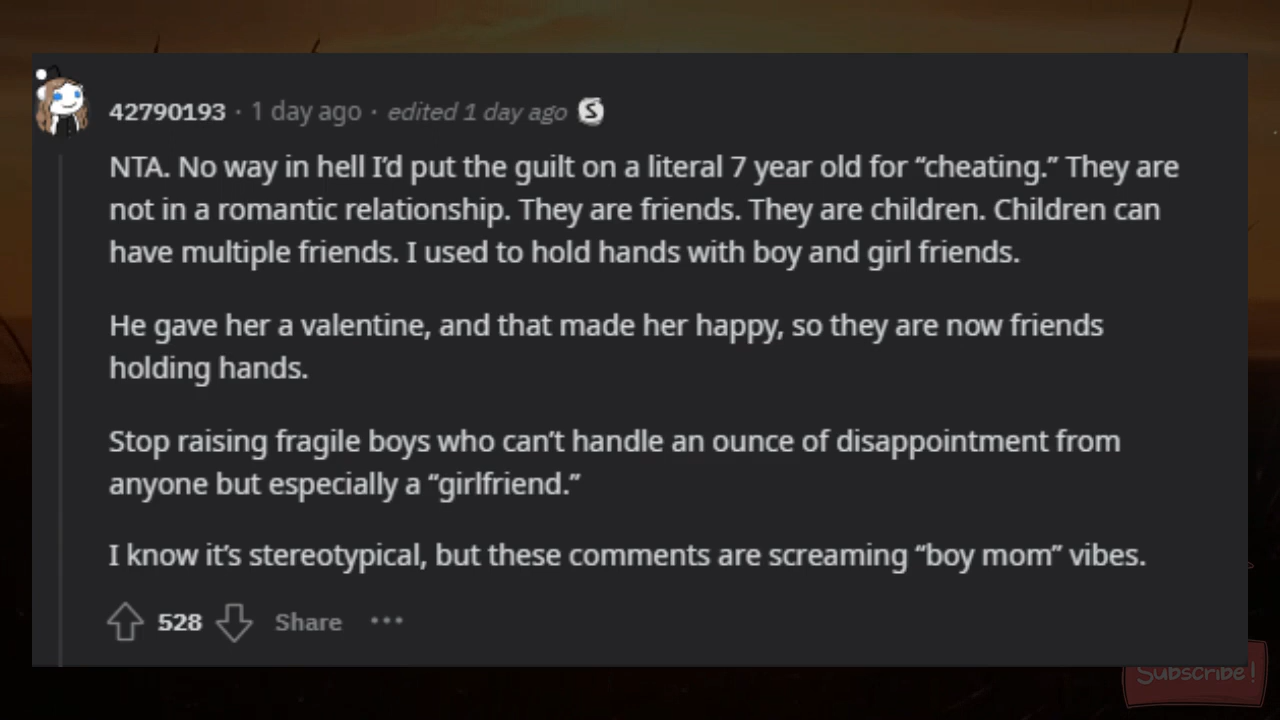 42790193 · 1 day ago · edited 1 day ago
NTA. No way in hell I'd put the guilt on a literal 7 year old for “cheating.” They are
not in a romantic relationship. They are friends. They are children. Children can
have multiple friends. I used to hold hands with boy and girl friends.
He gave her a valentine, and that made her happy, so they are now friends
holding hands.
Stop raising fragile boys who can't handle an ounce of disappointment from
anyone but especially a “girlfriend.”
I know it's stereotypical, but these comments are screaming “boy mom” vibes.
528 Share ···
Subscribe!